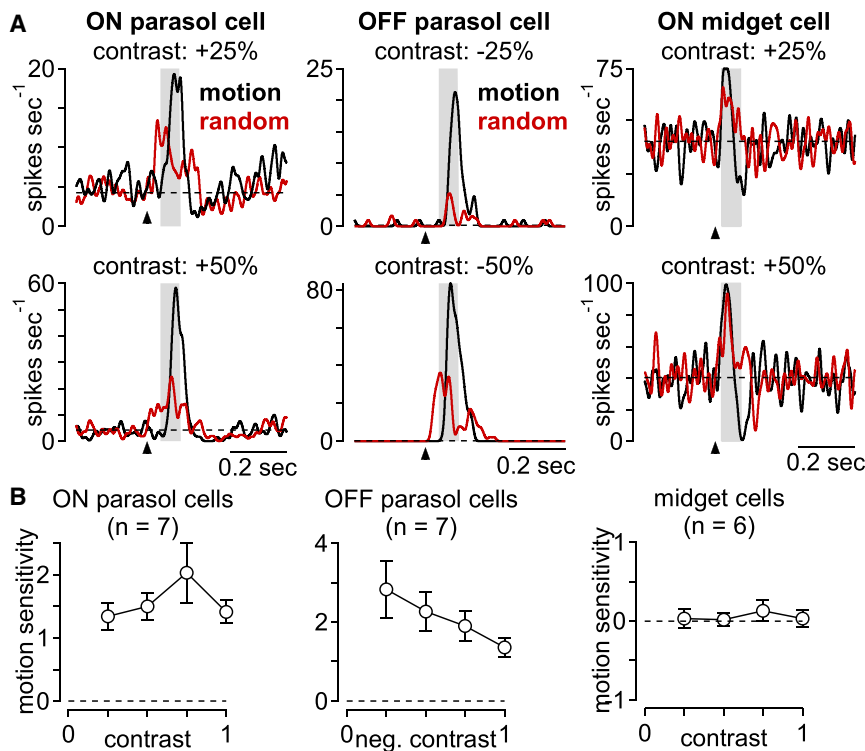 A
ON parasol cell
OFF parasol cell
ON midget cell
contrast: +25%
contrast: -25%
contrast: +25%
20
10
0
spikes sec⁻¹
motion
random
25
0
motion
random
75
0
spikes sec⁻¹
contrast: +50%
contrast: -50%
contrast: +50%
60
0
spikes sec⁻¹
0.2 sec
80
0
0.2 sec
100
0
spikes sec⁻¹
0.2 sec
B
ON parasol cells
(n = 7)
OFF parasol cells
(n = 7)
midget cells
(n = 6)
motion sensitivity
2
1
0
0
1
contrast
4
2
0
0
1
neg. contrast
motion sensitivity
1
0
-1
0
1
contrast